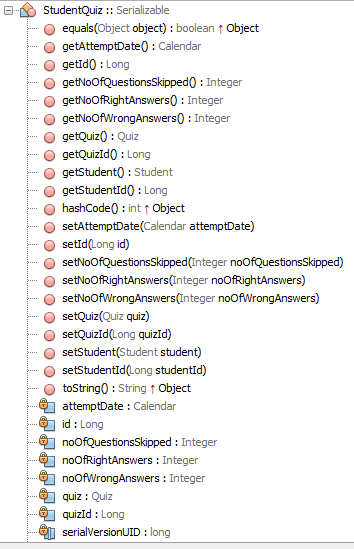 StudentQuiz :: Serializable
equals(Object object) : boolean ↑ Object
getAttemptDate() : Calendar
getId() : Long
getNoOfQuestionsSkipped() : Integer
getNoOfRightAnswers() : Integer
getNoOfWrongAnswers() : Integer
getQuiz() : Quiz
getQuizId() : Long
getStudent() : Student
getStudentId() : Long
hashCode() : int ↑ Object
setAttemptDate(Calendar attemptDate)
setId(Long id)
setNoOfQuestionsSkipped(Integer noOfQuestionsSkipped)
setNoOfRightAnswers(Integer noOfRightAnswers)
setNoOfWrongAnswers(Integer noOfWrongAnswers)
setQuiz(Quiz quiz)
setQuizId(Long quizId)
setStudent(Student student)
setStudentId(Long studentId)
toString() : String ↑ Object
attemptDate : Calendar
id : Long
noOfQuestionsSkipped : Integer
noOfRightAnswers : Integer
noOfWrongAnswers : Integer
quiz : Quiz
quizId : Long
serialVersionUID : long